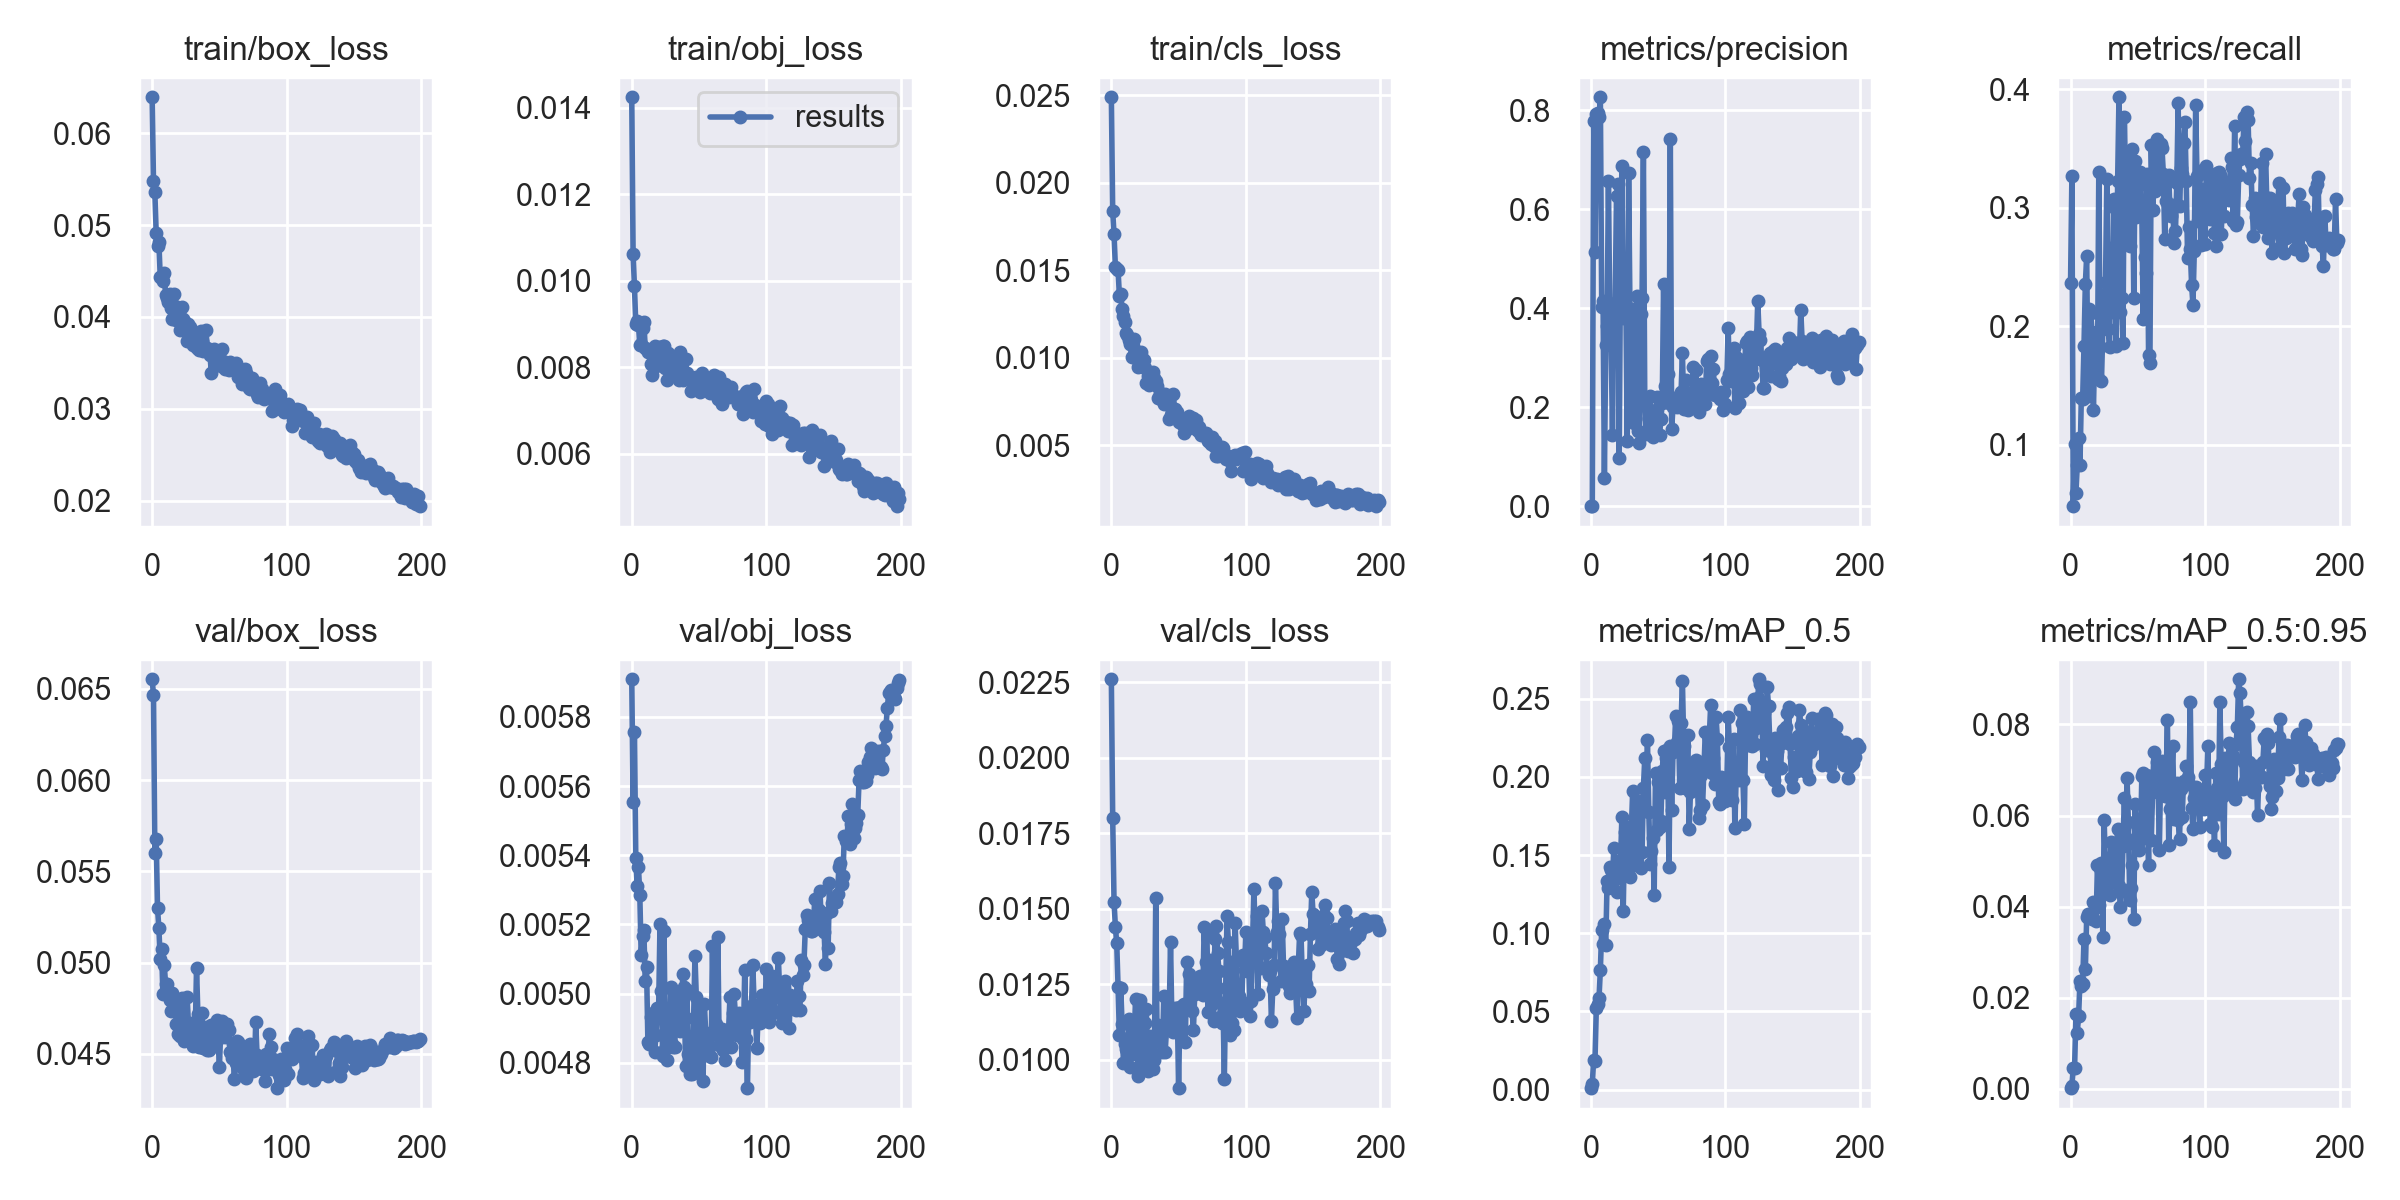 train/box_loss
0.06
0.05
0.04
0.03
0.02
0 100 200
train/obj_loss
results
0.014
0.012
0.010
0.008
0.006
0 100 200
train/cls_loss
0.025
0.020
0.015
0.010
0.005
0 100 200
metrics/precision
0.8
0.6
0.4
0.2
0.0
0 100 200
metrics/recall
0.4
0.3
0.2
0.1
0 100 200
val/box_loss
0.065
0.060
0.055
0.050
0.045
0 100 200
val/obj_loss
0.0058
0.0056
0.0054
0.0052
0.0050
0.0048
0 100 200
val/cls_loss
0.0225
0.0200
0.0175
0.0150
0.0125
0.0100
0 100 200
metrics/mAP_0.5
0.25
0.20
0.15
0.10
0.05
0.00
0 100 200
metrics/mAP_0.5:0.95
0.08
0.06
0.04
0.02
0.00
0 100 200